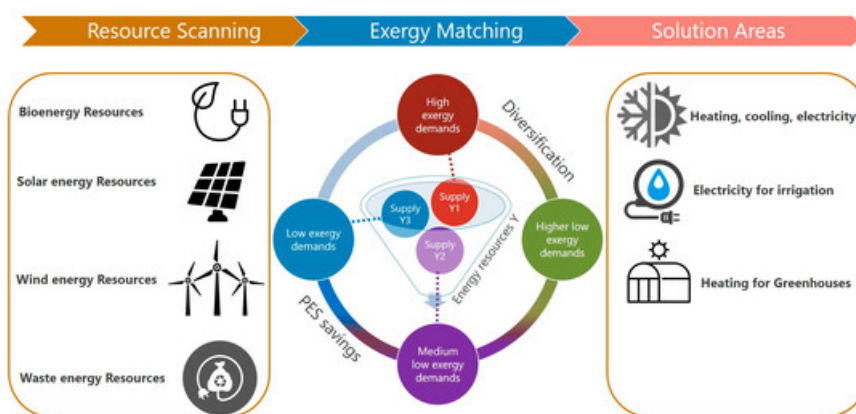 Resource Scanning
Exergy Matching
Solution Areas
Bioenergy Resources
Solar energy Resources
Wind energy Resources
Waste energy Resources
High
exergy
demands
Diversification
Supply
Y1
Supply
Y3
Supply
Y2
Low exergy
demands
Higher low
exergy
demands
Energy resources Y
PES savings
Medium
low exergy
demands
Heating, cooling, electricity
Electricity for irrigation
Heating for Greenhouses